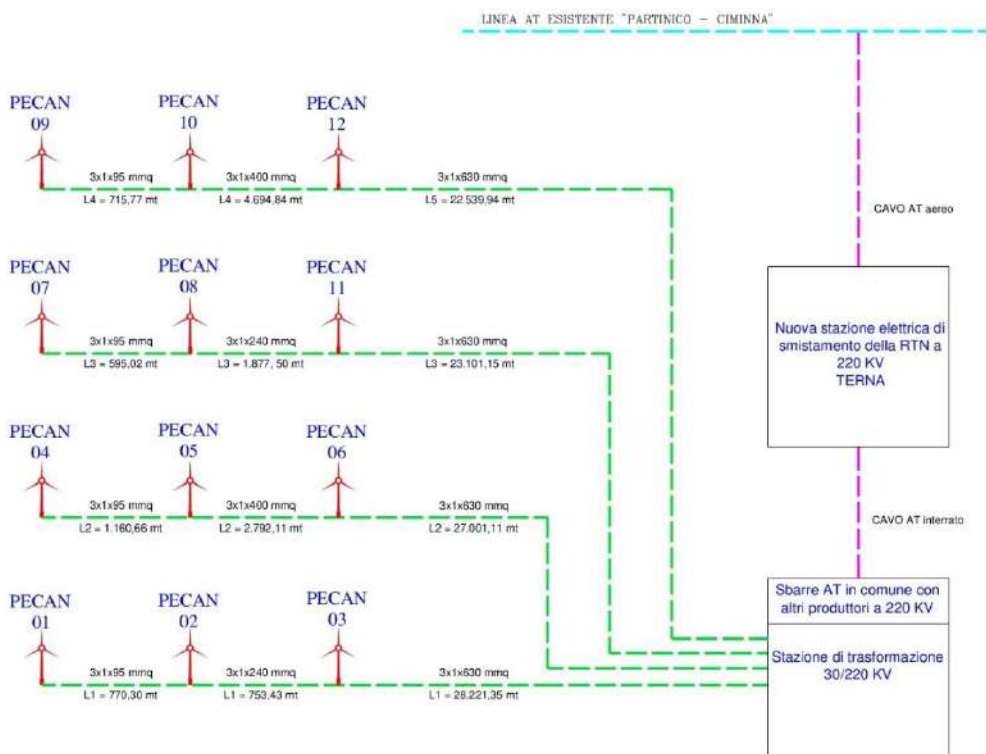 LINEA AT ESISTENTE "PARTINICO – CIMINNA"
PECAN
09
PECAN
10
PECAN
12
3x1x95 mmq
3x1x400 mmq
3x1x630 mmq
L4 = 715,77 mt
L4 = 4.694,84 mt
L5 = 22.539,94 mt
CAVO AT aereo
PECAN
07
PECAN
08
PECAN
11
3x1x95 mmq
3x1x240 mmq
3x1x630 mmq
L3 = 595,02 mt
L3 = 1.877, 50 mt
L3 = 23.101,15 mt
Nuova stazione elettrica di
smistamento della RTN a
220 KV
TERNA
PECAN
04
PECAN
05
PECAN
06
3x1x95 mmq
3x1x400 mmq
3x1x630 mmq
L2 = 1.160,66 mt
L2 = 2.792,11 mt
L2 = 27.001,11 mt
CAVO AT interrato
PECAN
01
PECAN
02
PECAN
03
3x1x95 mmq
3x1x240 mmq
3x1x630 mmq
L1 = 770,30 mt
L1 = 753,43 mt
L1 = 28.221,35 mt
Sbarre AT in comune con
altri produttori a 220 KV
Stazione di trasformazione
30/220 KV